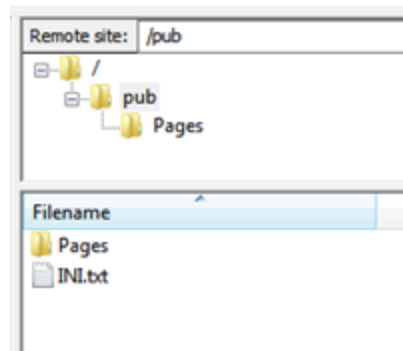 Remote site: /pub
/
pub
Pages
Filename
Pages
INI.txt